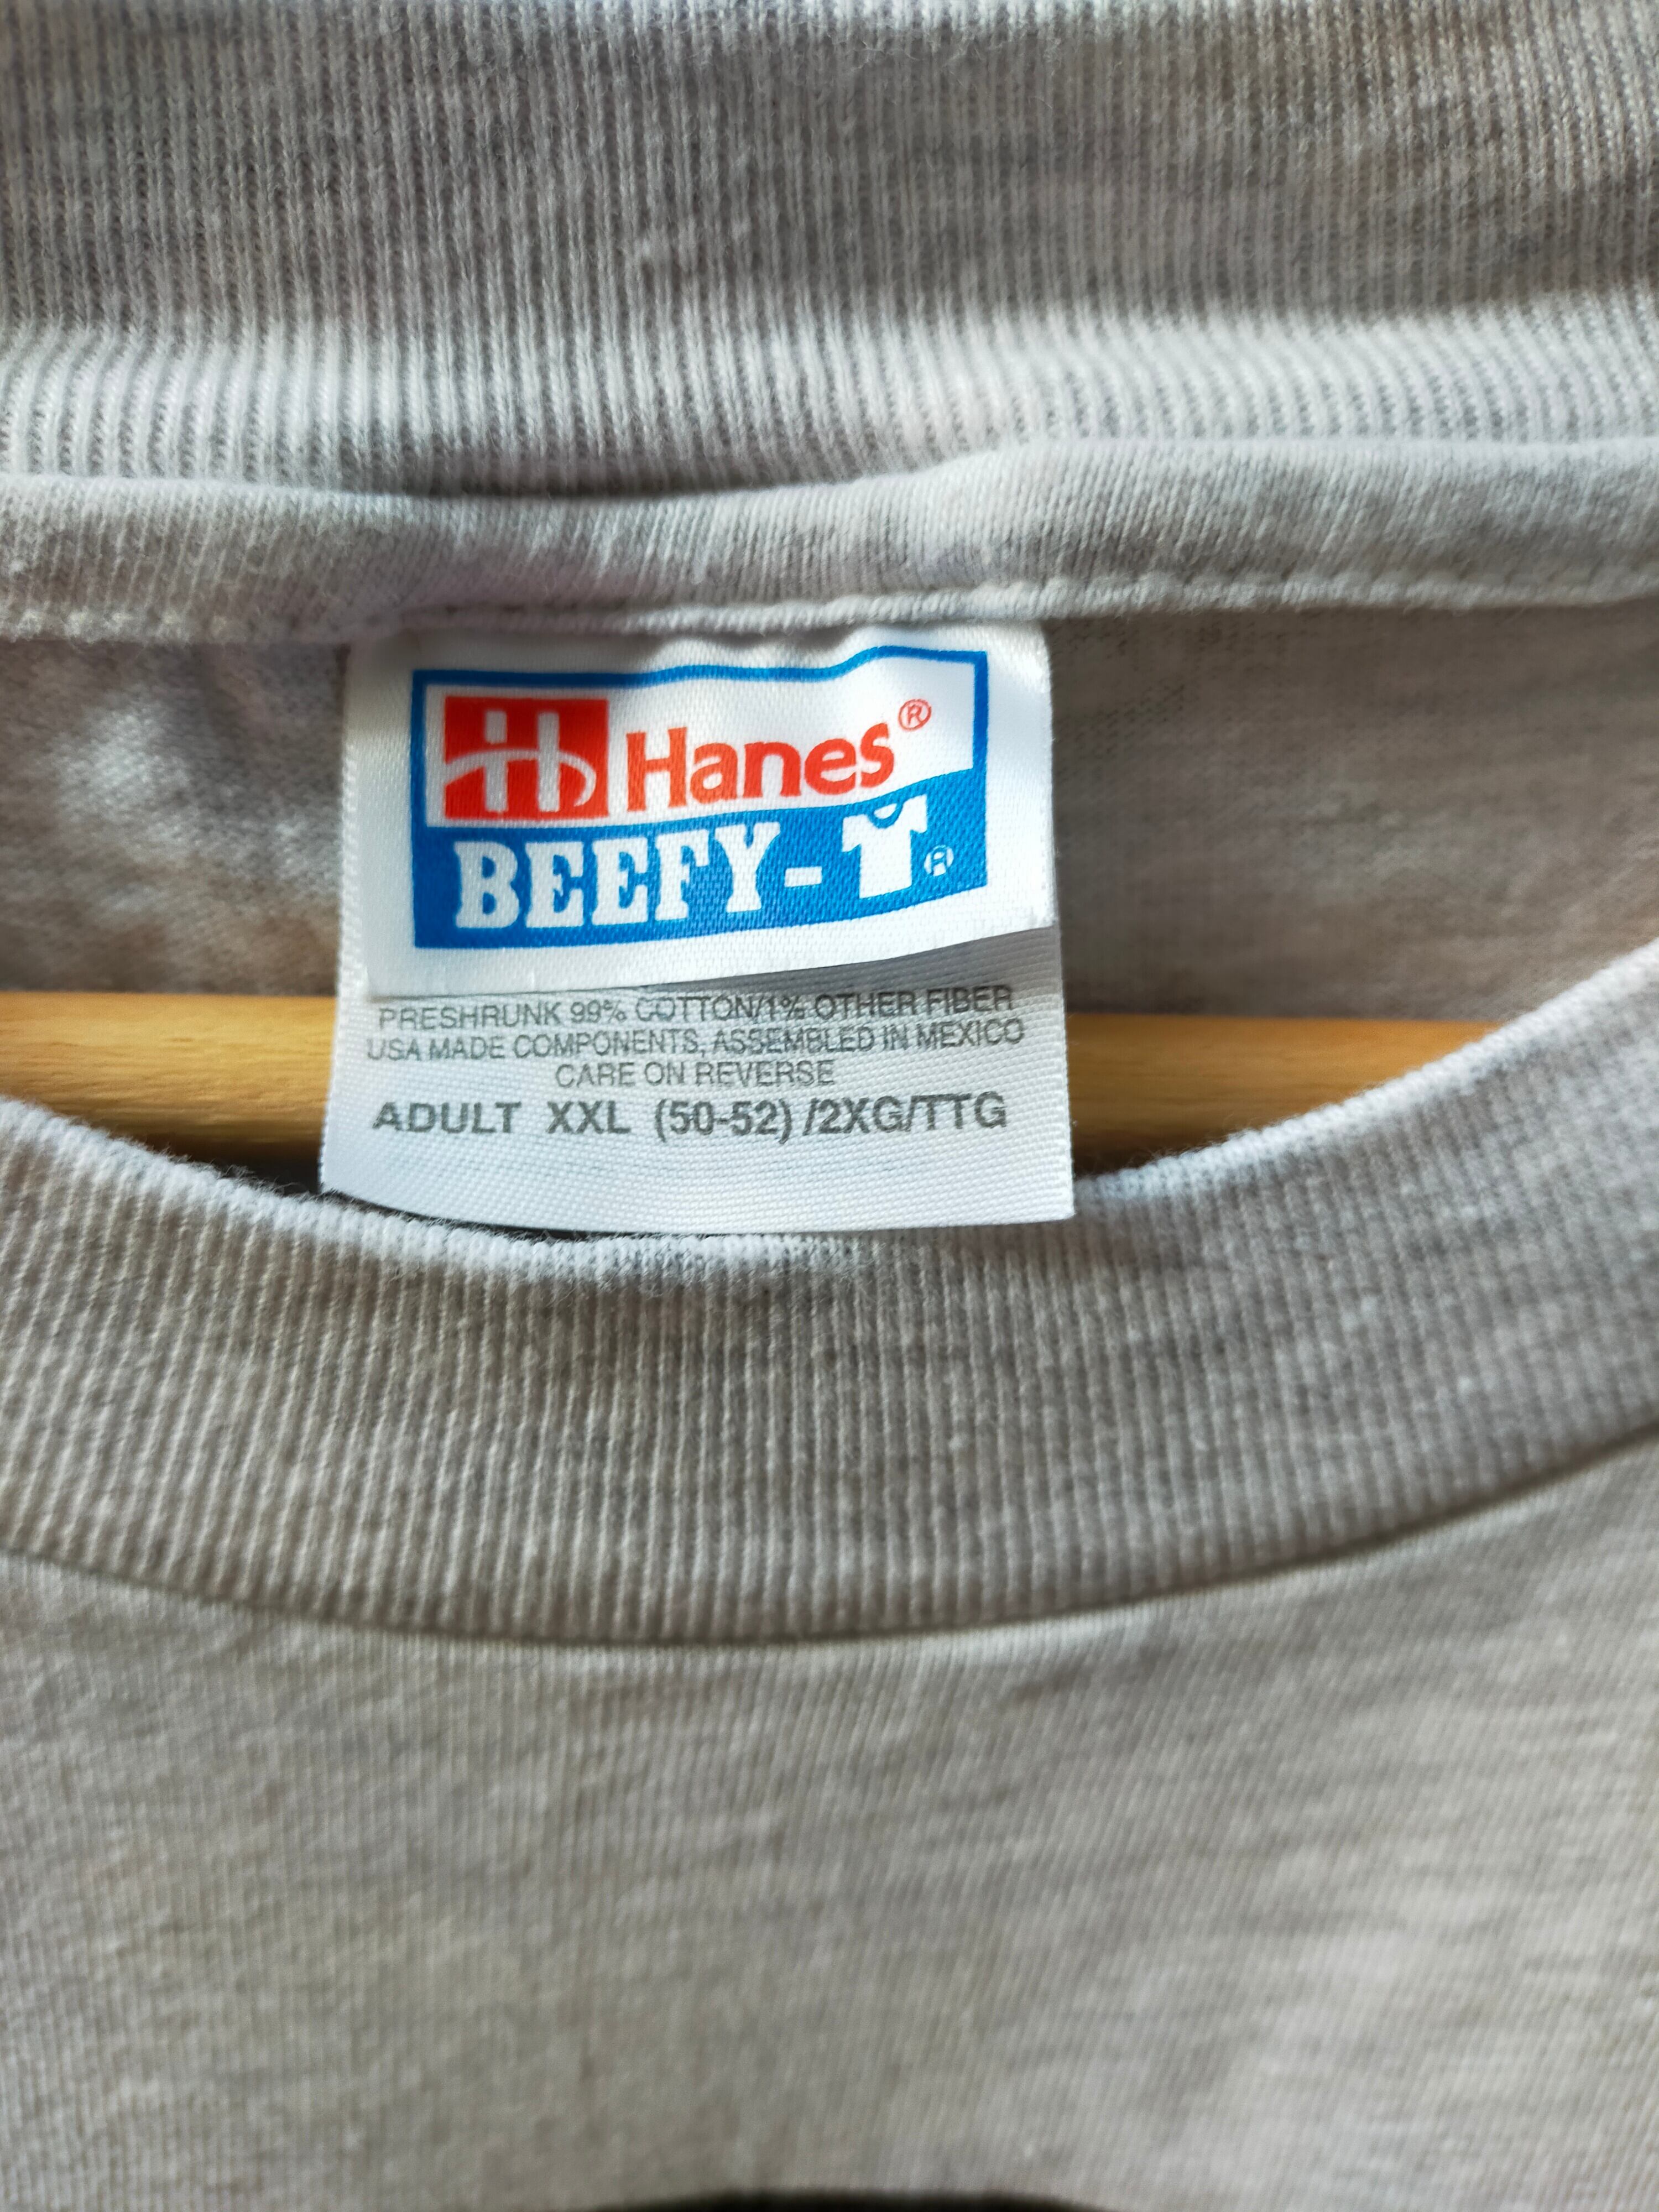 H Hanes®
BEEFY-T®
PRESHRUNK 99% COTTON/1% OTHER FIBER
USA MADE COMPONENTS, ASSEMBLED IN MEXICO
CARE ON REVERSE
ADULT XXL (50-52) /2XG/TTG